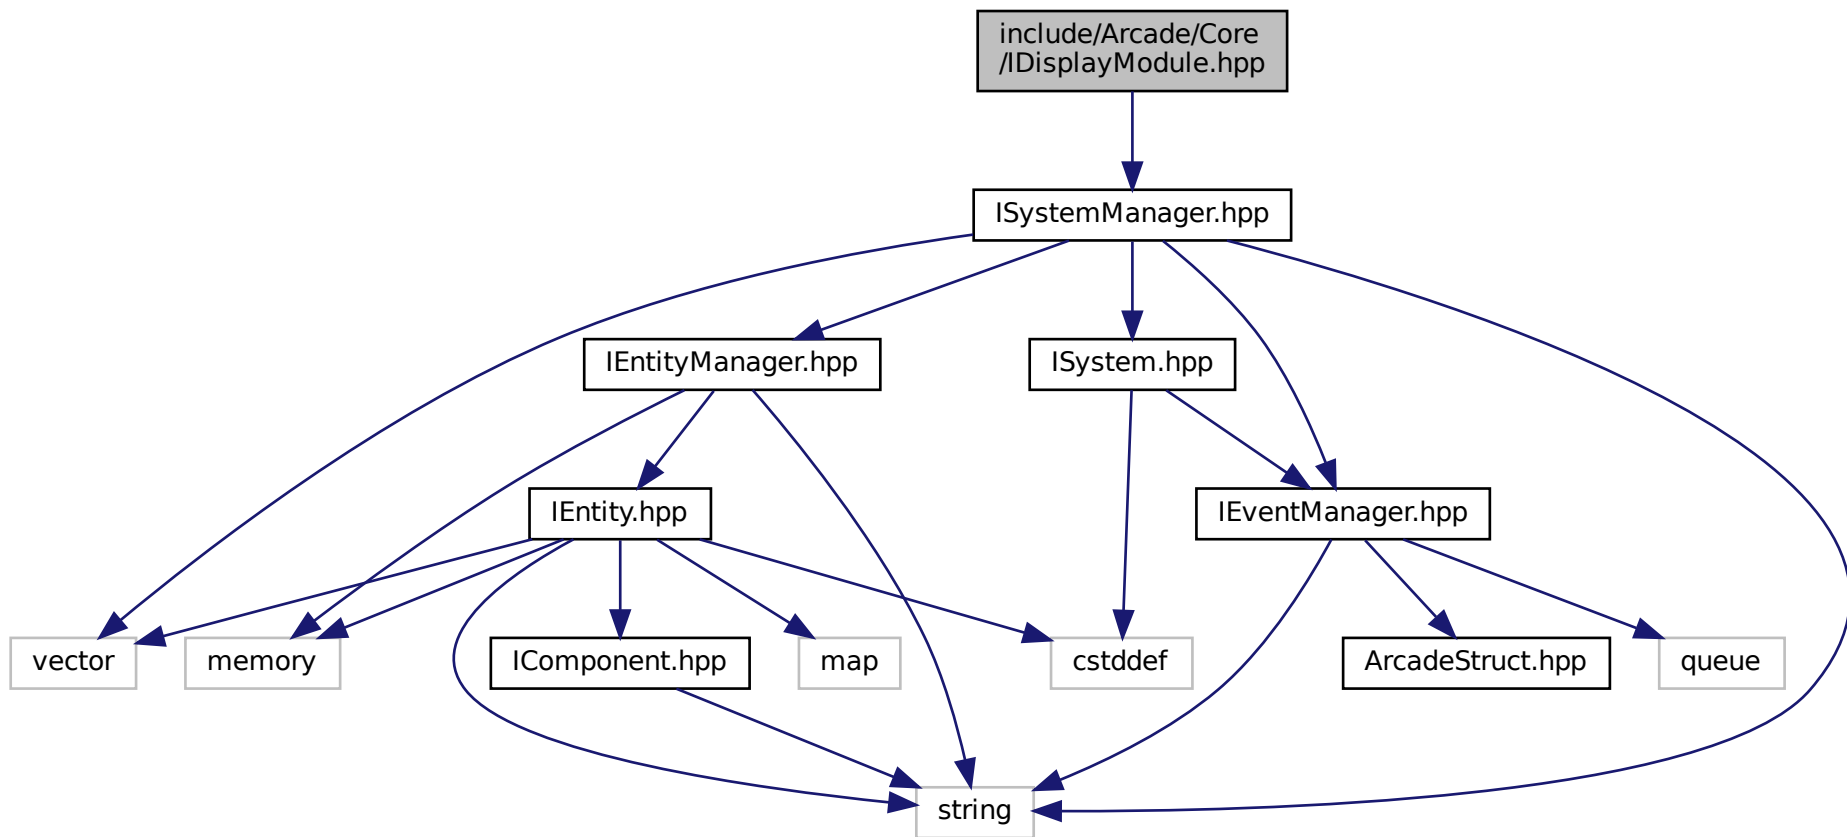 include/Arcade/Core
/IDisplayModule.hpp
ISystemManager.hpp
IEntityManager.hpp
ISystem.hpp
IEntity.hpp
IEventManager.hpp
vector
memory
IComponent.hpp
map
cstddef
ArcadeStruct.hpp
queue
string